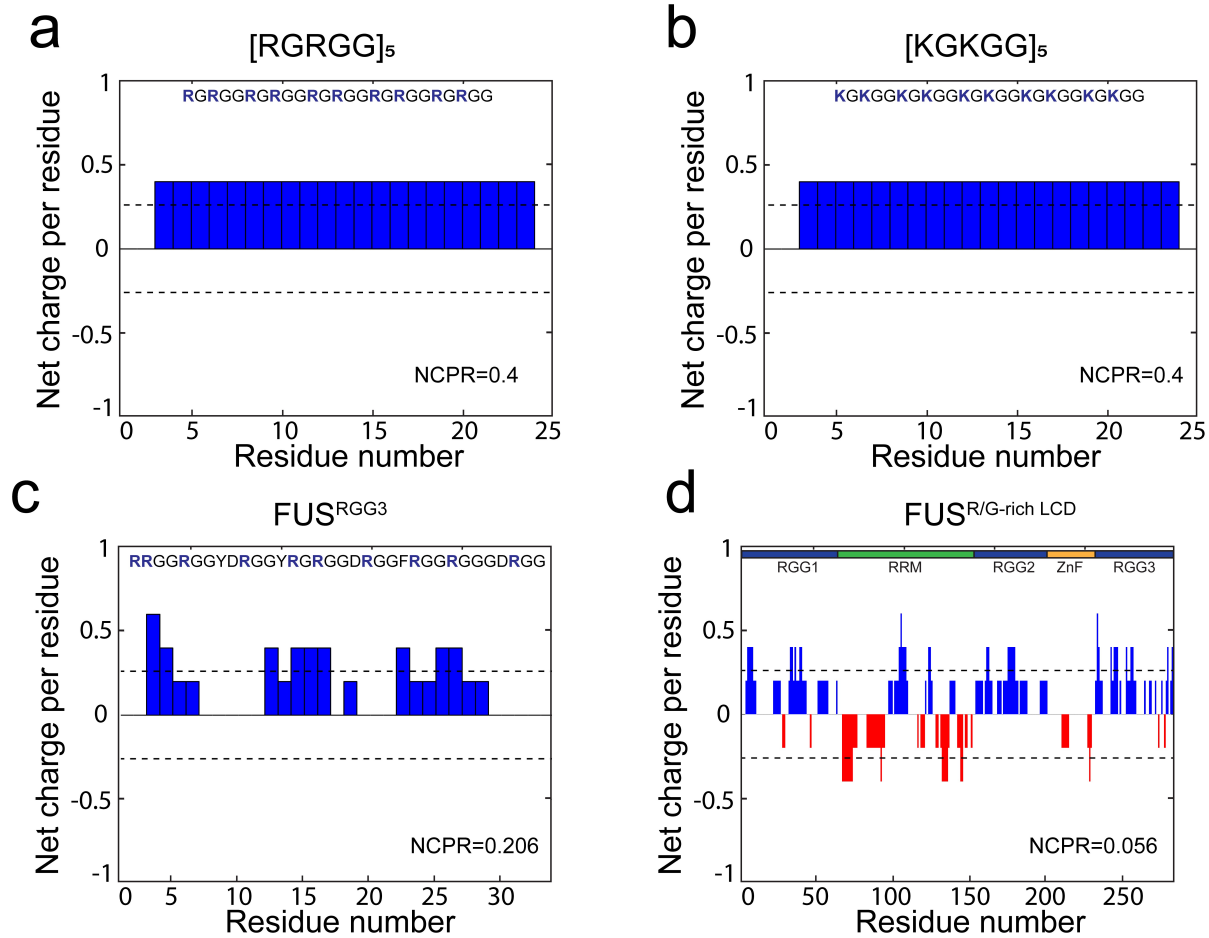 a
[RGRGG]₅
1
0.5
0
-0.5
-1
Net charge per residue
RGRGGRGRGGRGRGGRGRGGRGRGG
NCPR=0.4
0 5 10 15 20 25
Residue number
b
[KGKGG]₅
1
0.5
0
-0.5
-1
Net charge per residue
KGKGGKGKGGKGKGGKGKGGKGKGG
NCPR=0.4
0 5 10 15 20 25
Residue number
c
FUSRGG3
1
0.5
0
-0.5
-1
Net charge per residue
RRGGRGGYDRGGYRGRGGDRGGFRGGRGGGDRGG
NCPR=0.206
0 5 10 15 20 25 30
Residue number
d
FUSR/G-rich LCD
1
0.5
0
-0.5
-1
Net charge per residue
RGG1 RRM RGG2 ZnF RGG3
NCPR=0.056
0 50 100 150 200 250
Residue number